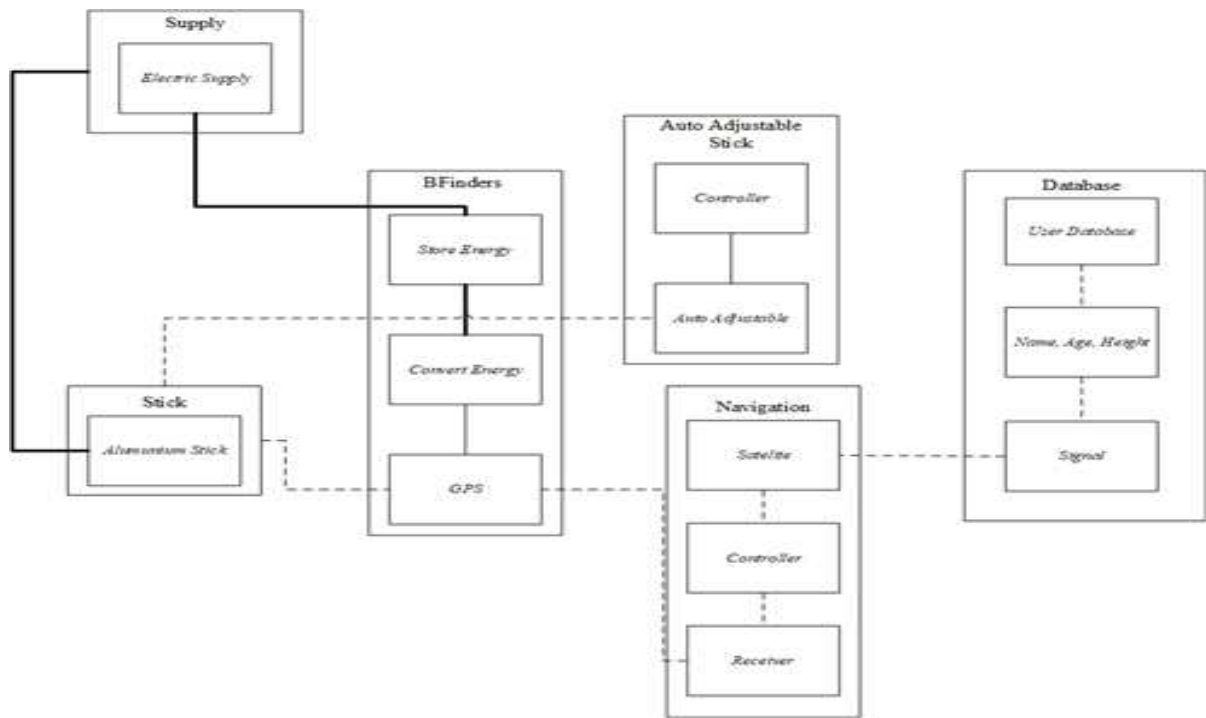 Supply
Electric Supply
Auto Adjustable
Stick
Controller
Auto Adjustable
BFinders
Store Energy
Convert Energy
GPS
Database
User Database
Name, Age, Height
Signal
Stick
Alumunium Stick
Navigation
Satelite
Controller
Receiver